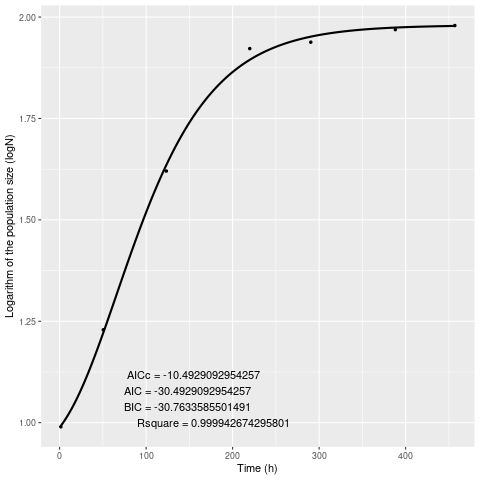 2.00
1.75
1.50
1.25
1.00
Logarithm of the population size (logN)
AICc = -10.4929092954257
AIC = -30.4929092954257
BIC = -30.7633585501491
Rsquare = 0.999942674295801
0 100 200 300 400
Time (h)